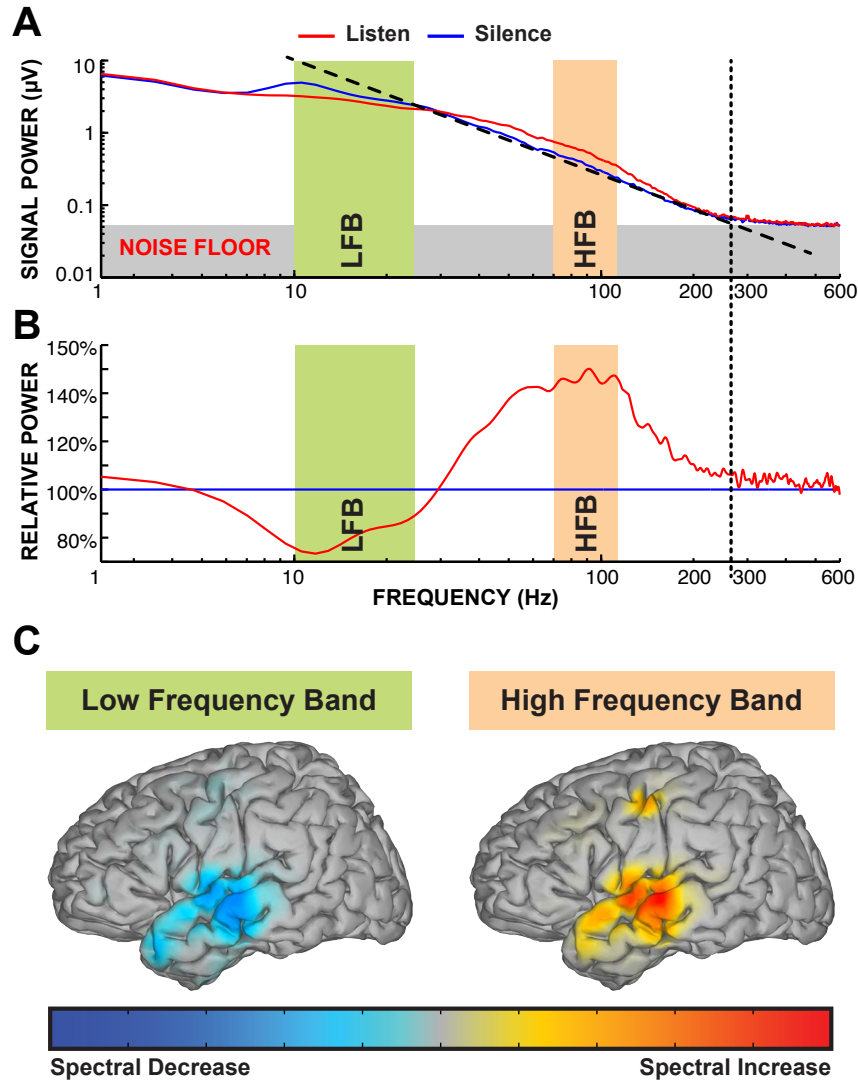 A
Listen Silence
SIGNAL POWER (µV)
10
1
0.1
0.01
NOISE FLOOR
LFB
HFB
1 10 100 200 300 600
B
RELATIVE POWER
150%
140%
120%
100%
80%
LFB
HFB
1 10 100 200 300 600
FREQUENCY (Hz)
C
Low Frequency Band High Frequency Band
Spectral Decrease Spectral Increase